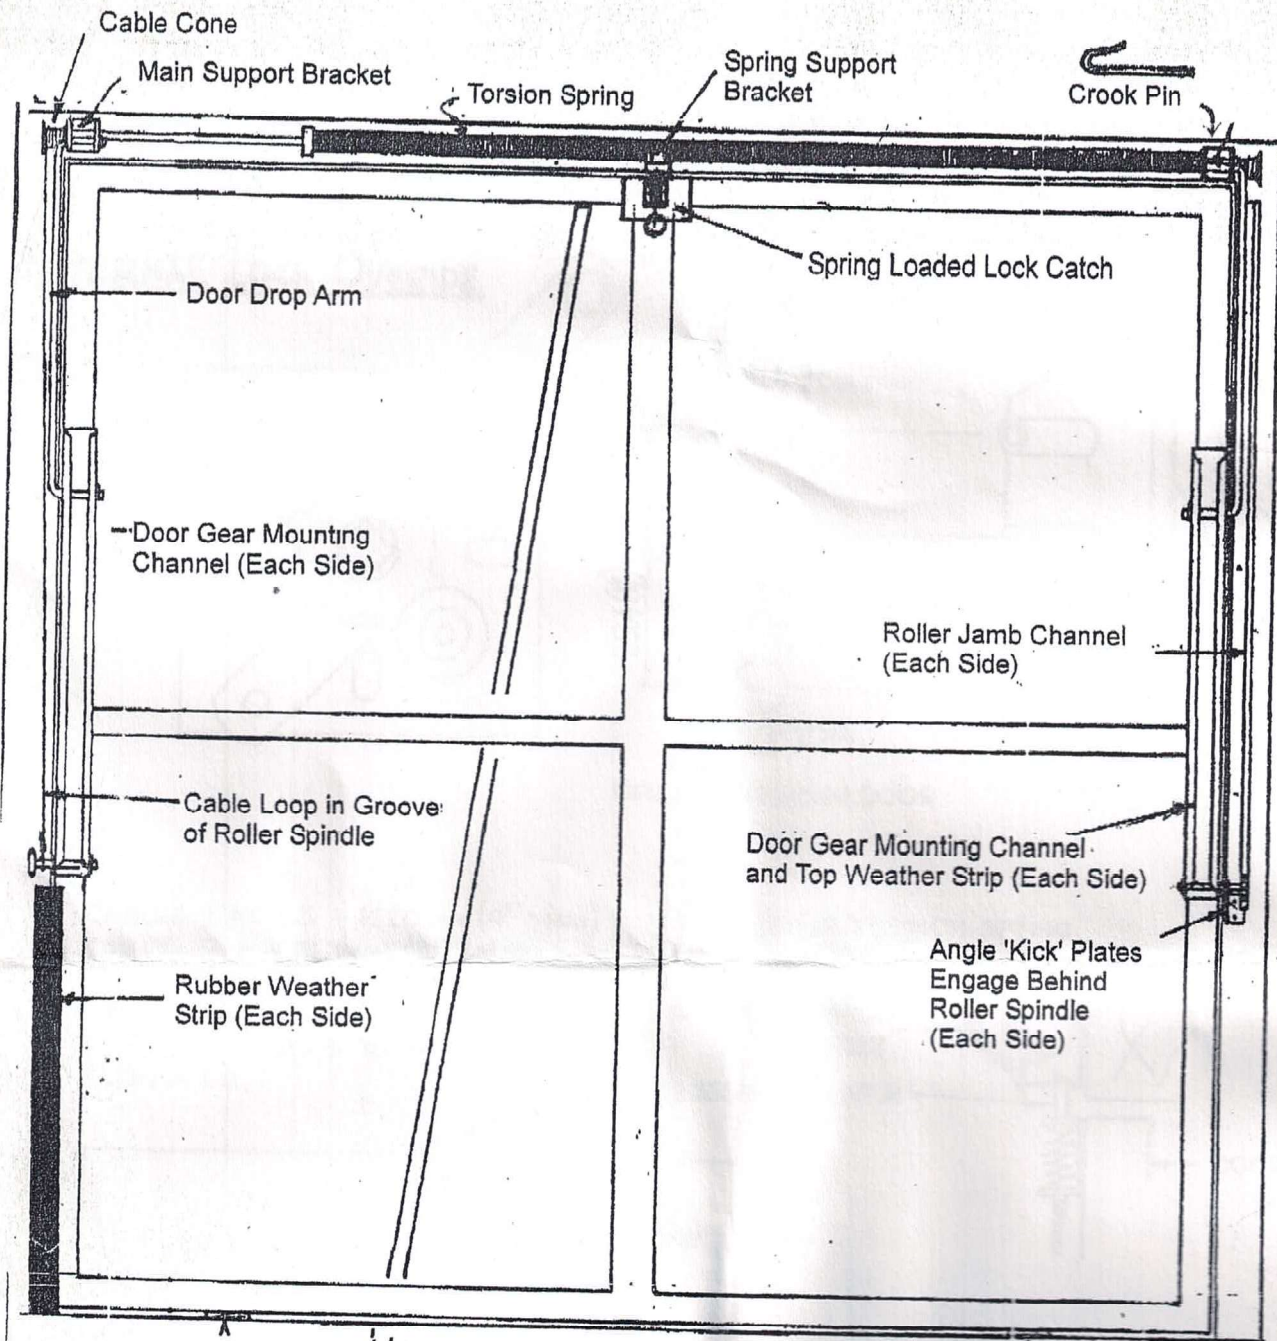 Cable Cone
Main Support Bracket
Torsion Spring
Spring Support
Bracket
Crook Pin
Spring Loaded Lock Catch
Door Drop Arm
Door Gear Mounting
Channel (Each Side)
Roller Jamb Channel
(Each Side)
Cable Loop in Groove
of Roller Spindle
Door Gear Mounting Channel
and Top Weather Strip (Each Side)
Angle 'Kick' Plates
Engage Behind
Roller Spindle
(Each Side)
Rubber Weather
Strip (Each Side)